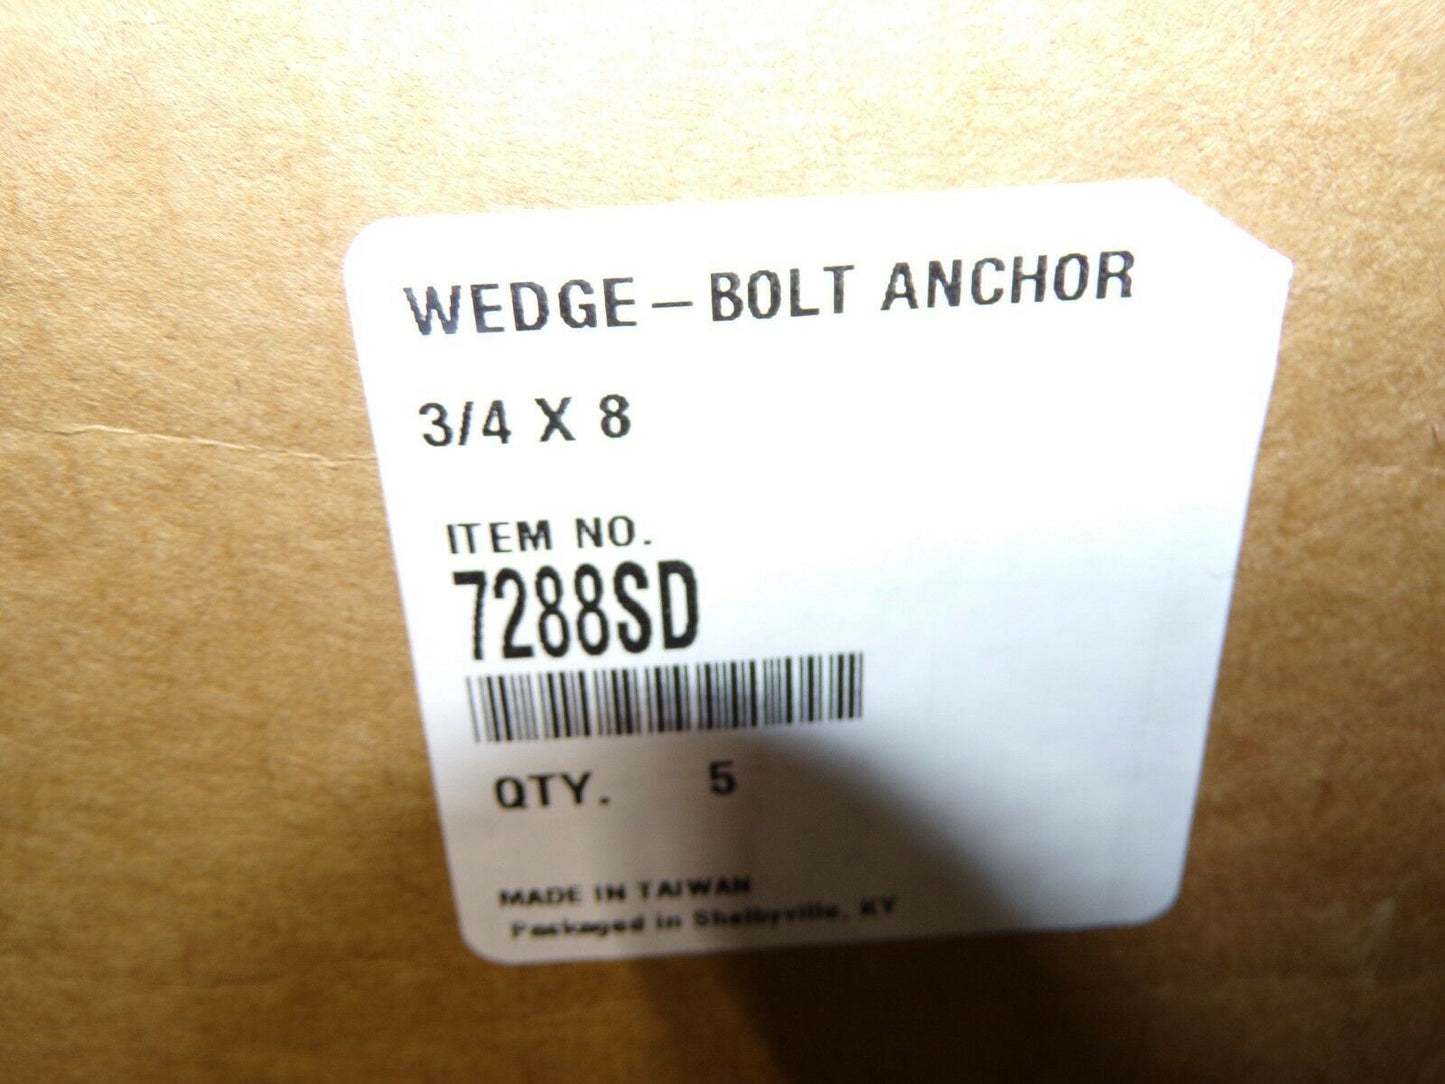 WEDGE-BOLT ANCHOR
3/4 X 8
ITEM NO.
7288SD
QTY. 5
MADE IN TAIWAN
Packaged in Shelbyville, KY